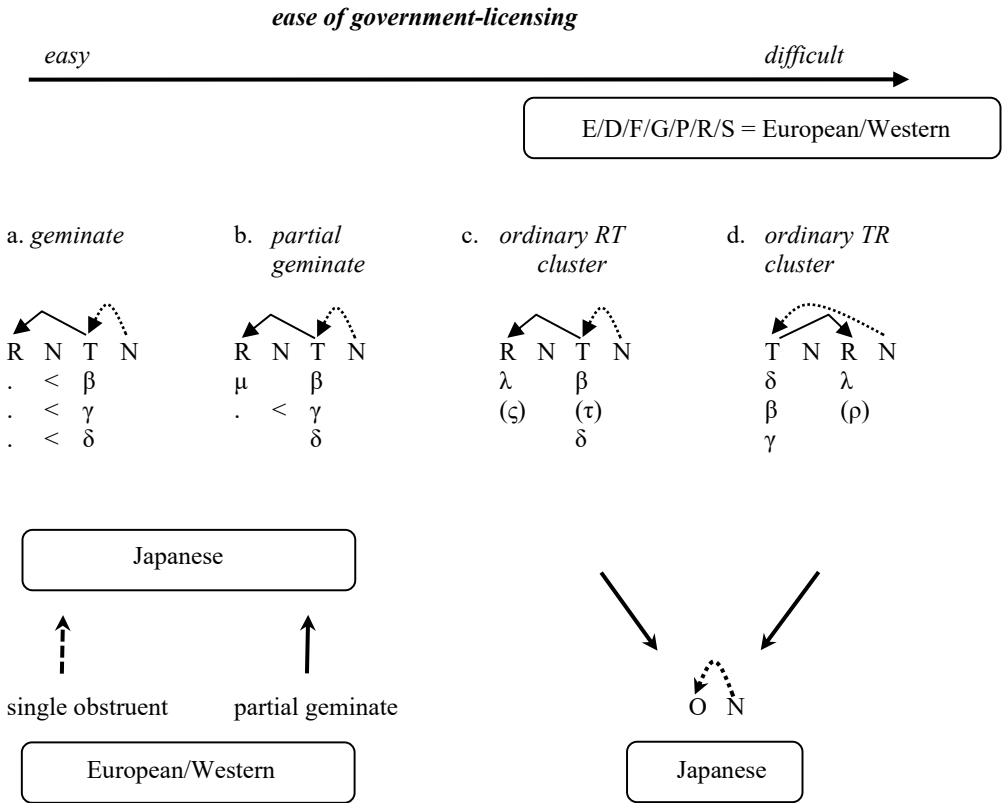 ease of government-licensing
easy difficult
E/D/F/G/P/R/S = European/Western
a. geminate b. partial c. ordinary RT d. ordinary TR
geminate cluster cluster
R N T N R N T N R N T N T N R N
. < β μ β λ β δ λ
. < γ . < γ (ς) (τ) β (ρ)
. < δ δ δ γ
Japanese
single obstruent partial geminate O N
European/Western Japanese